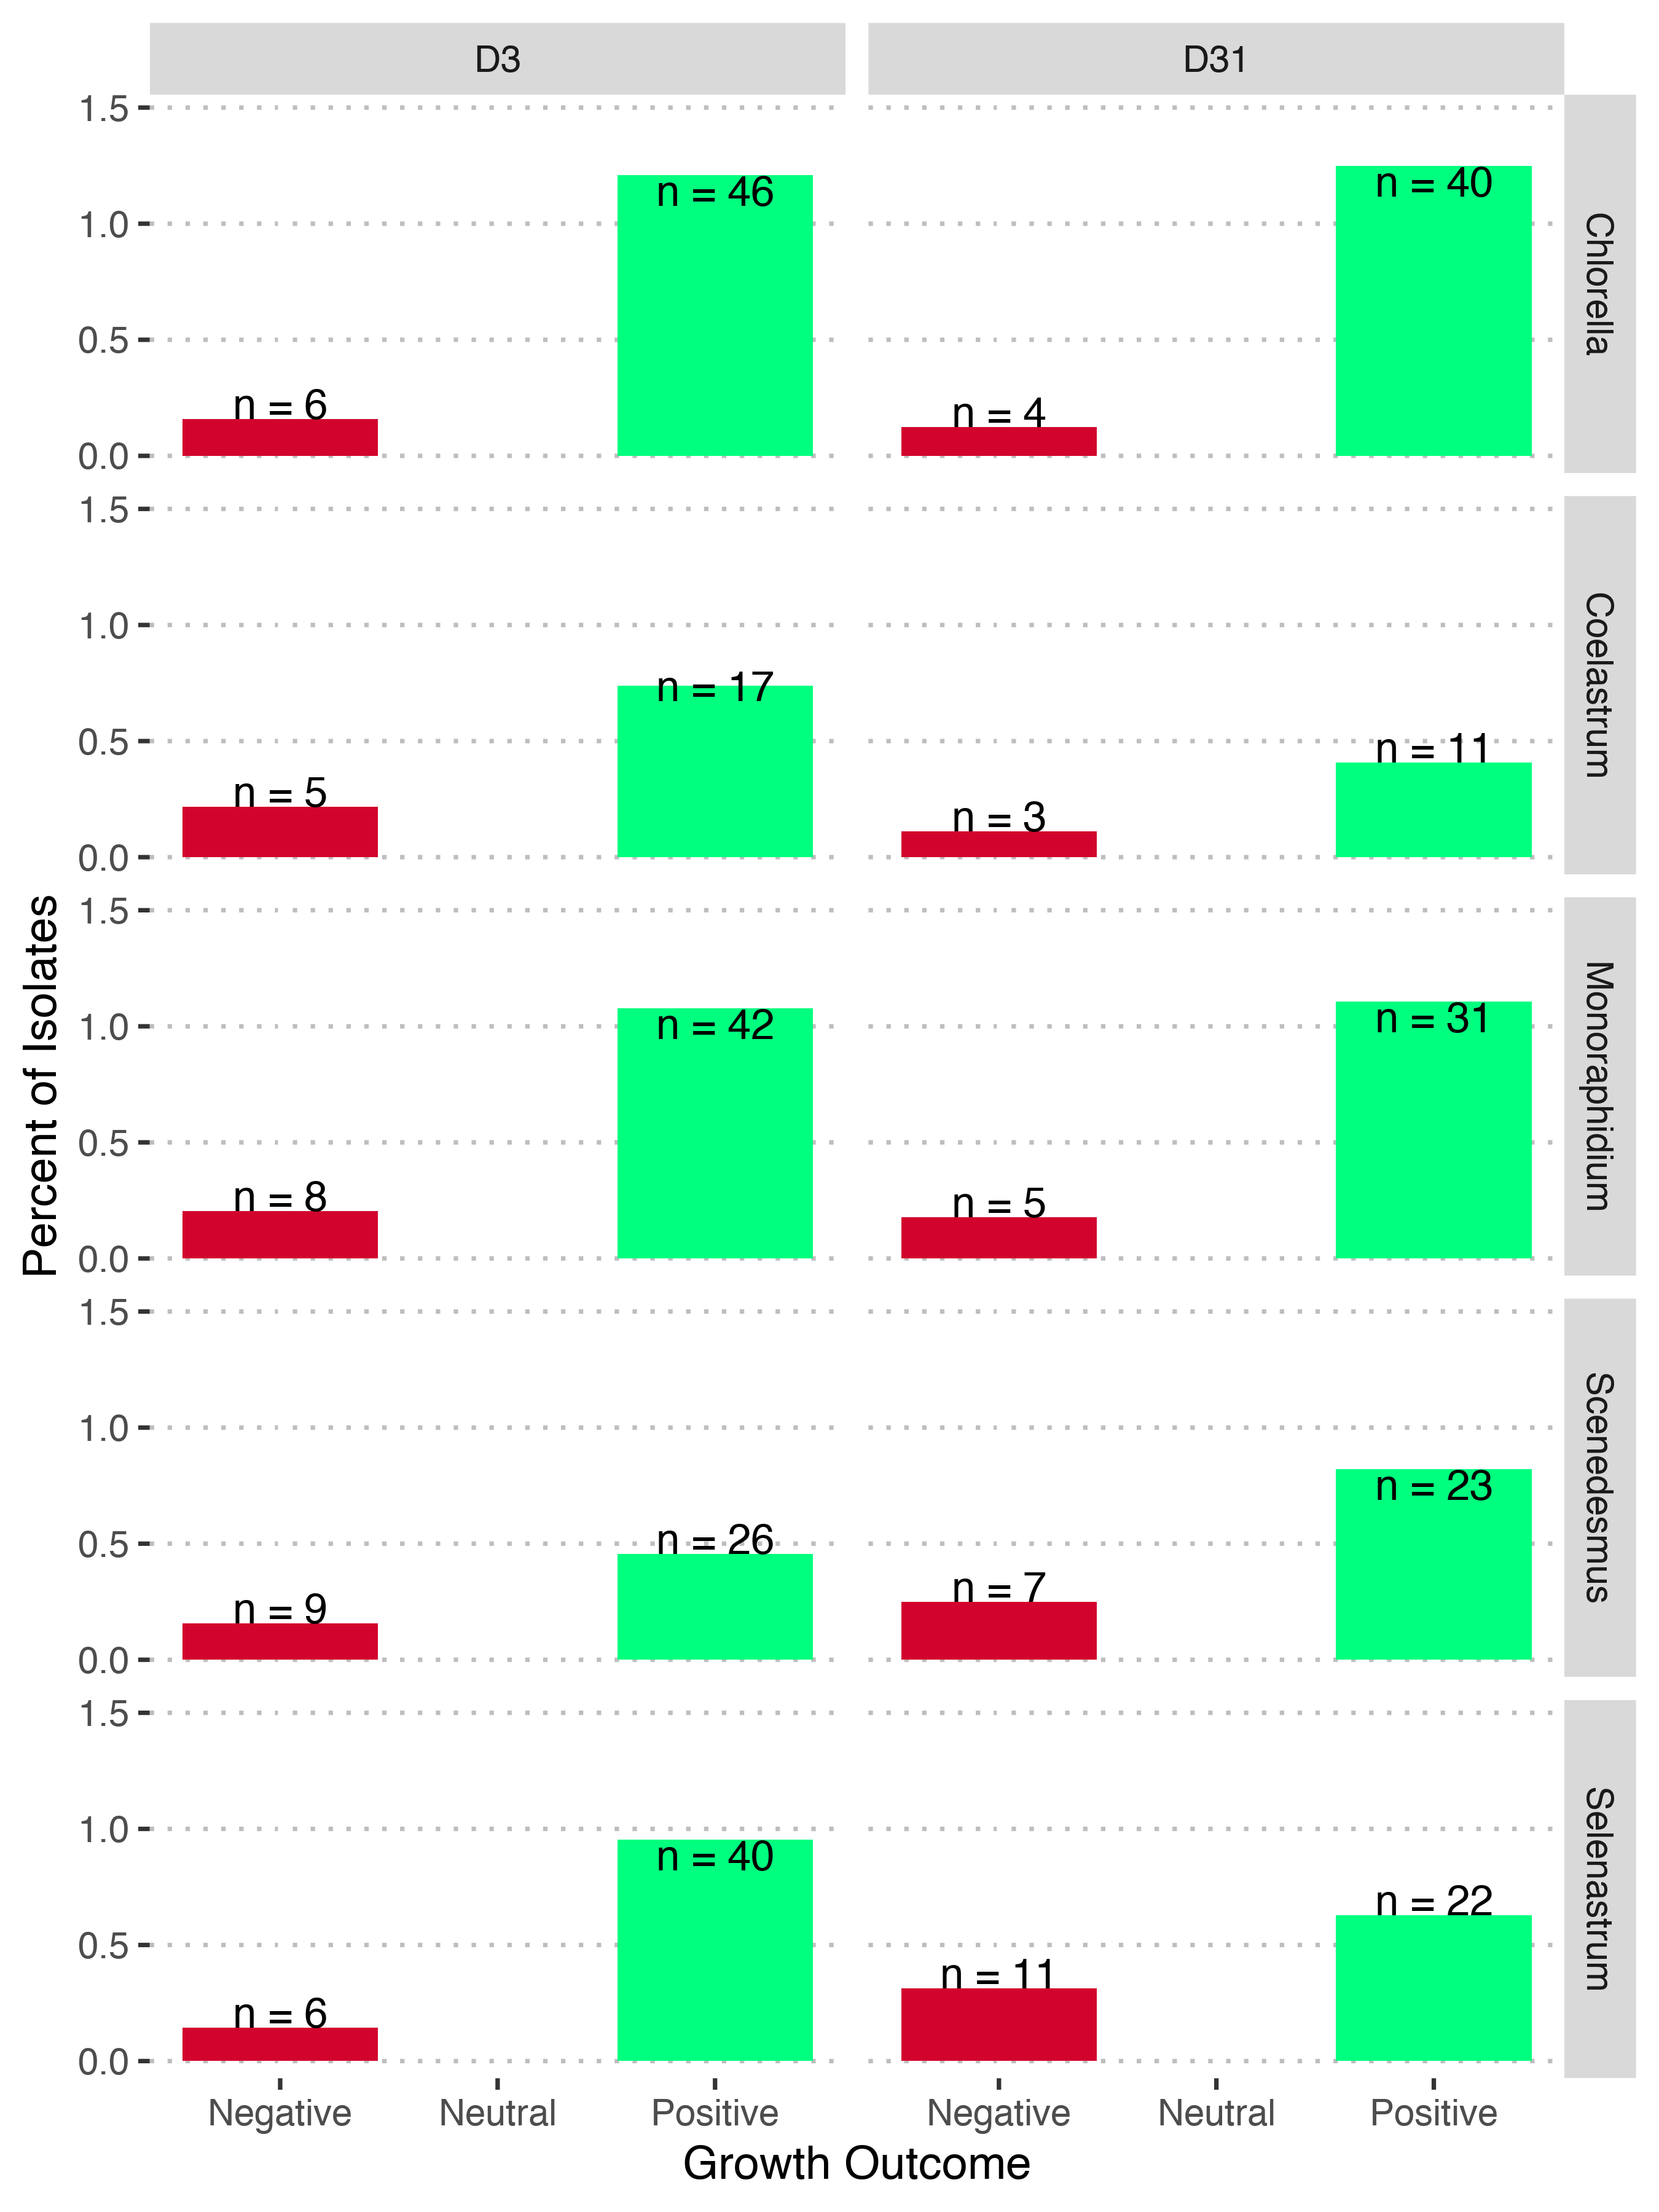 D3 D31
1.5
1.0
0.5
0.0
n = 6
n = 46
n = 4
n = 40
Chlorella
1.5
1.0
0.5
0.0
n = 5
n = 17
n = 3
n = 11
Coelastrum
1.5
1.0
0.5
0.0
n = 8
n = 42
n = 5
n = 31
Monoraphidium
1.5
1.0
0.5
0.0
n = 9
n = 26
n = 7
n = 23
Scenedesmus
1.5
1.0
0.5
0.0
n = 6
n = 40
n = 11
n = 22
Selenastrum
Percent of Isolates
Negative Neutral Positive Negative Neutral Positive
Growth Outcome